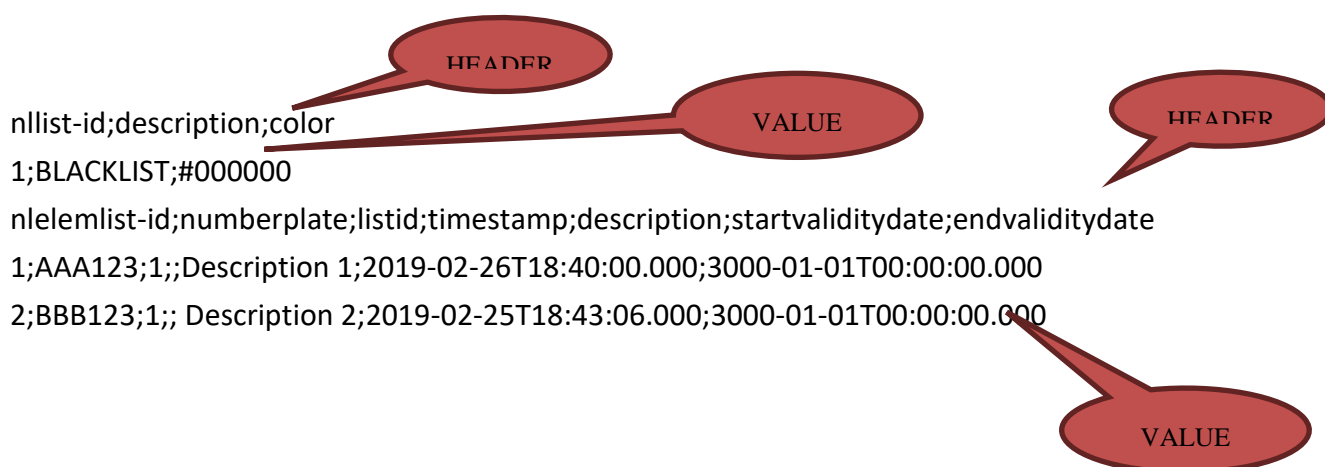 HEADER
nllist-id;description;color
VALUE
HEADER
1;BLACKLIST;#000000
nlelemlist-id;numberplate;listid;timestamp;description;startvaliditydate;endvaliditydate
1;AAA123;1;;Description 1;2019-02-26T18:40:00.000;3000-01-01T00:00:00.000
2;BBB123;1;; Description 2;2019-02-25T18:43:06.000;3000-01-01T00:00:00.000
VALUE